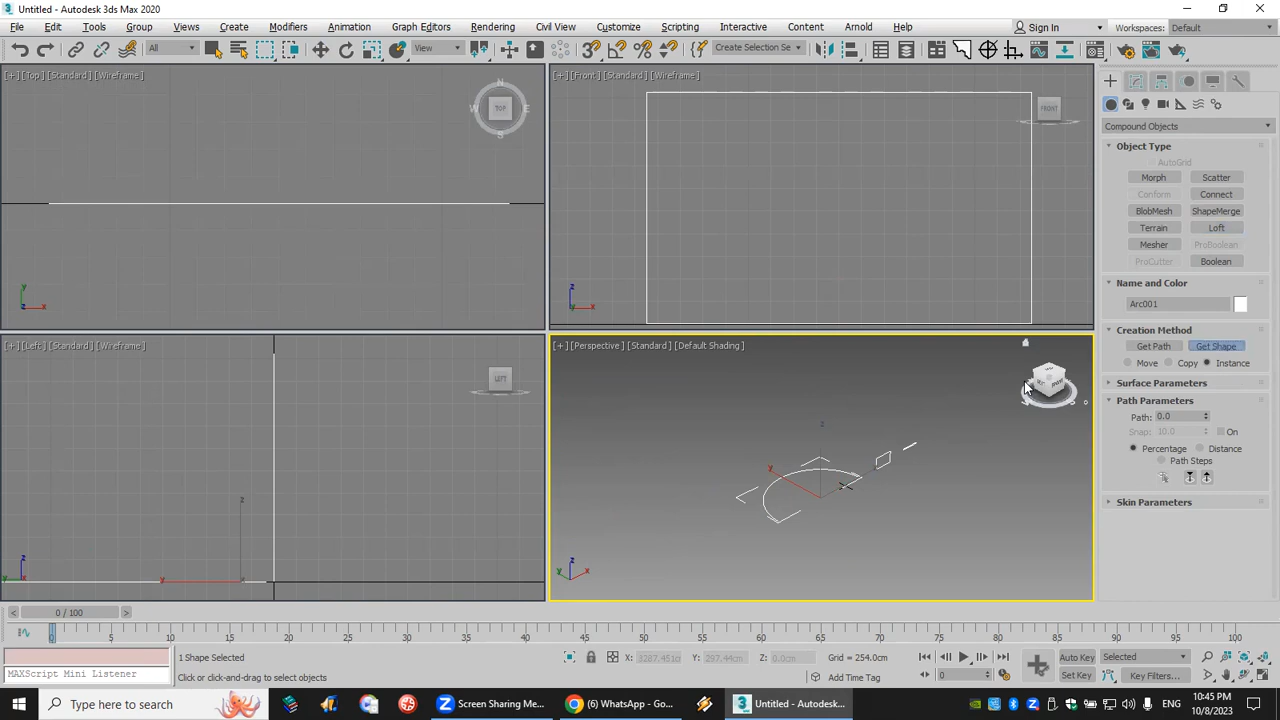 Untitled - Autodesk 3ds Max 2020
File Edit Tools Group Views Create Modifiers Animation Graph Editors Rendering Civil View Customize Scripting Interactive Content Arnold Help Sign In Workspaces: Default
All View Create Selection Se
[+] [Top] [Standard] [Wireframe]
N
W TOP E
S
y
z x
[+] [Front] [Standard] [Wireframe]
FRONT
z
y x
[+] [Left] [Standard] [Wireframe]
LEFT
z
y x
z
y x
[+] [Perspective] [Standard] [Default Shading]
z
y
x
z
y x
Compound Objects
Object Type
AutoGrid
Morph Scatter
Conform Connect
BlobMesh ShapeMerge
Terrain Loft
Mesher ProBoolean
ProCutter Boolean
Name and Color
Arc001
Creation Method
Get Path Get Shape
Move Copy Instance
Surface Parameters
Path Parameters
Path: 0.0
Snap: 10.0 On
Percentage Distance
Path Steps
Skin Parameters
< 0 / 100 >
0 5 10 15 20 25 30 35 40 45 50 55 60 65 70 75 80 85 90 95 100
MAXScript Mini Listener
1 Shape Selected
Click or click-and-drag to select objects
X: 3287.451cm Y: 297.44cm Z: 0.0cm Grid = 254.0cm
Add Time Tag
0
Auto Key Selected
Set Key Key Filters...
Type here to search
Screen Sharing Me...
(6) WhatsApp - Go...
Untitled - Autodesk...
ENG
10:45 PM
10/8/2023